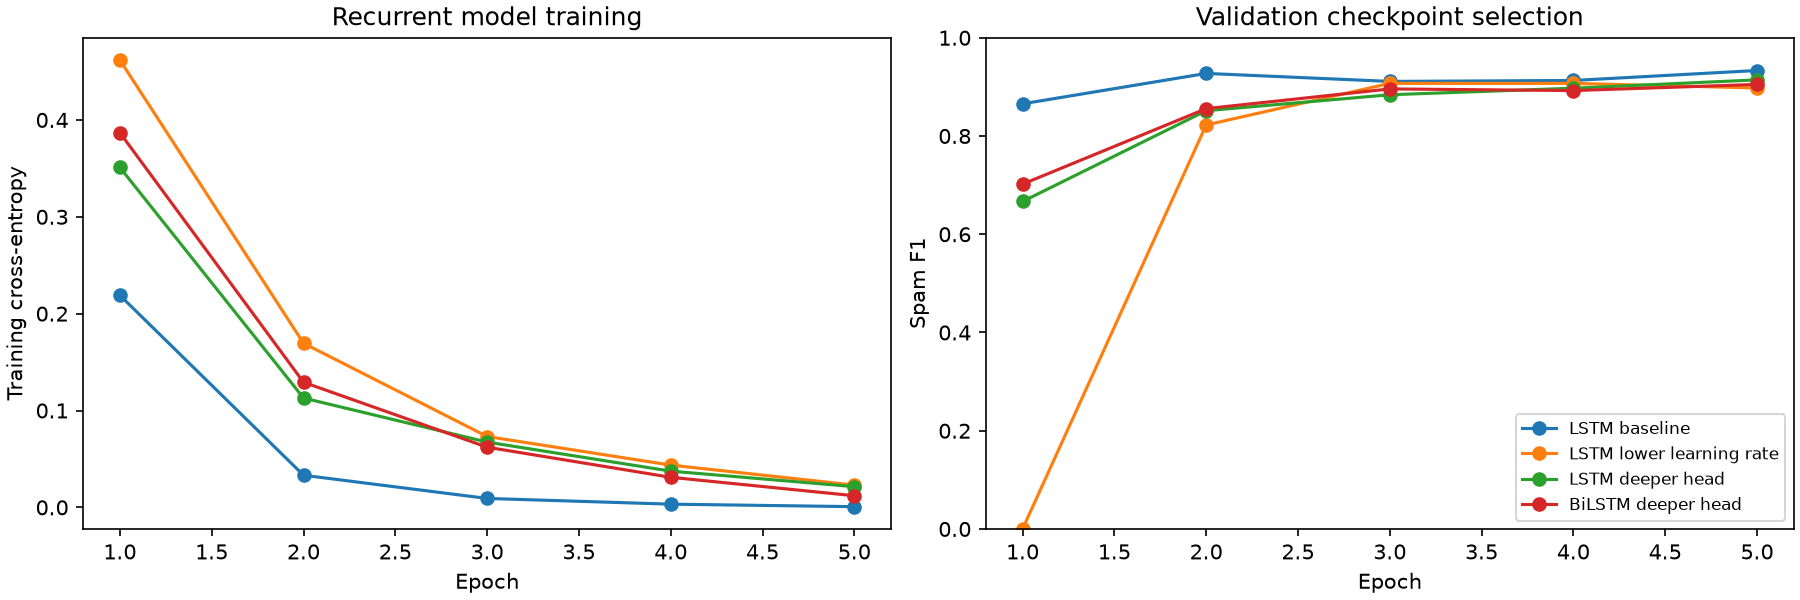 Recurrent model training
Training cross-entropy
0.4
0.3
0.2
0.1
0.0
1.0 1.5 2.0 2.5 3.0 3.5 4.0 4.5 5.0
Epoch
Validation checkpoint selection
Spam F1
1.0
0.8
0.6
0.4
0.2
0.0
LSTM baseline
LSTM lower learning rate
LSTM deeper head
BiLSTM deeper head
1.0 1.5 2.0 2.5 3.0 3.5 4.0 4.5 5.0
Epoch